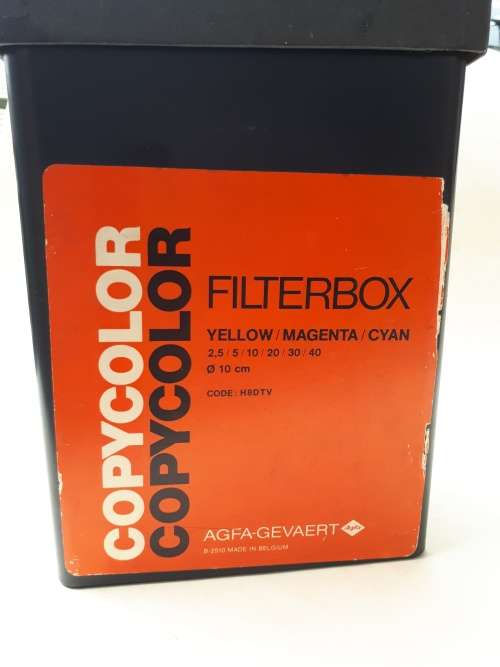 COPYCOLOR
COPYCOLOR
FILTERBOX
YELLOW / MAGENTA / CYAN
2,5 / 5 / 10 / 20 / 30 / 40
Ø 10 cm
CODE: H8DTV
AGFA-GEVAERT Agfa
B-2510 MADE IN BELGIUM